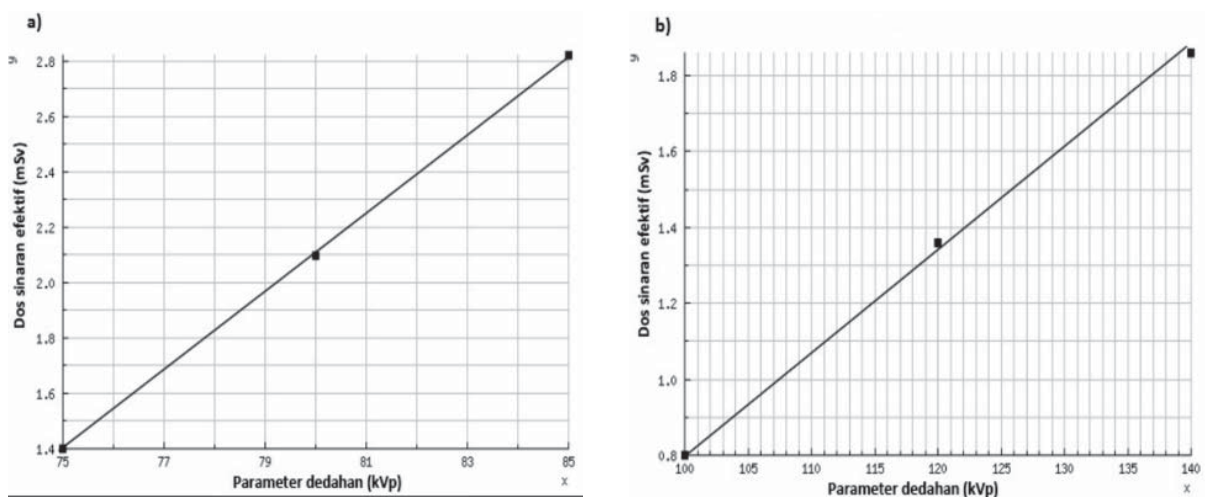 a)
y
Dos sinaran efektif (mSv)
2.8
2.6
2.4
2.2
2.0
1.8
1.6
1.4
75 77 79 81 83 85
Parameter dedahan (kVp)
x
b)
y
Dos sinaran efektif (mSv)
1.8
1.6
1.4
1.2
1.0
0.8
100 105 110 115 120 125 130 135 140
Parameter dedahan (kVp)
x